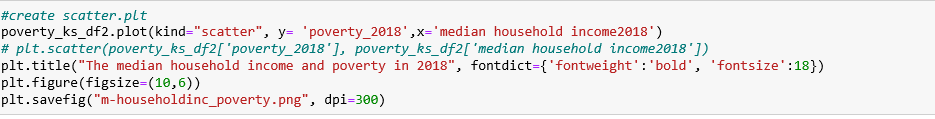 #create scatter.plt
poverty_ks_df2.plot(kind="scatter", y= 'poverty_2018',x='median household income2018')
# plt.scatter(poverty_ks_df2['poverty_2018'], poverty_ks_df2['median household income2018'])
plt.title("The median household income and poverty in 2018", fontdict={'fontweight':'bold', 'fontsize':18})
plt.figure(figsize=(10,6))
plt.savefig("m-householdinc_poverty.png", dpi=300)